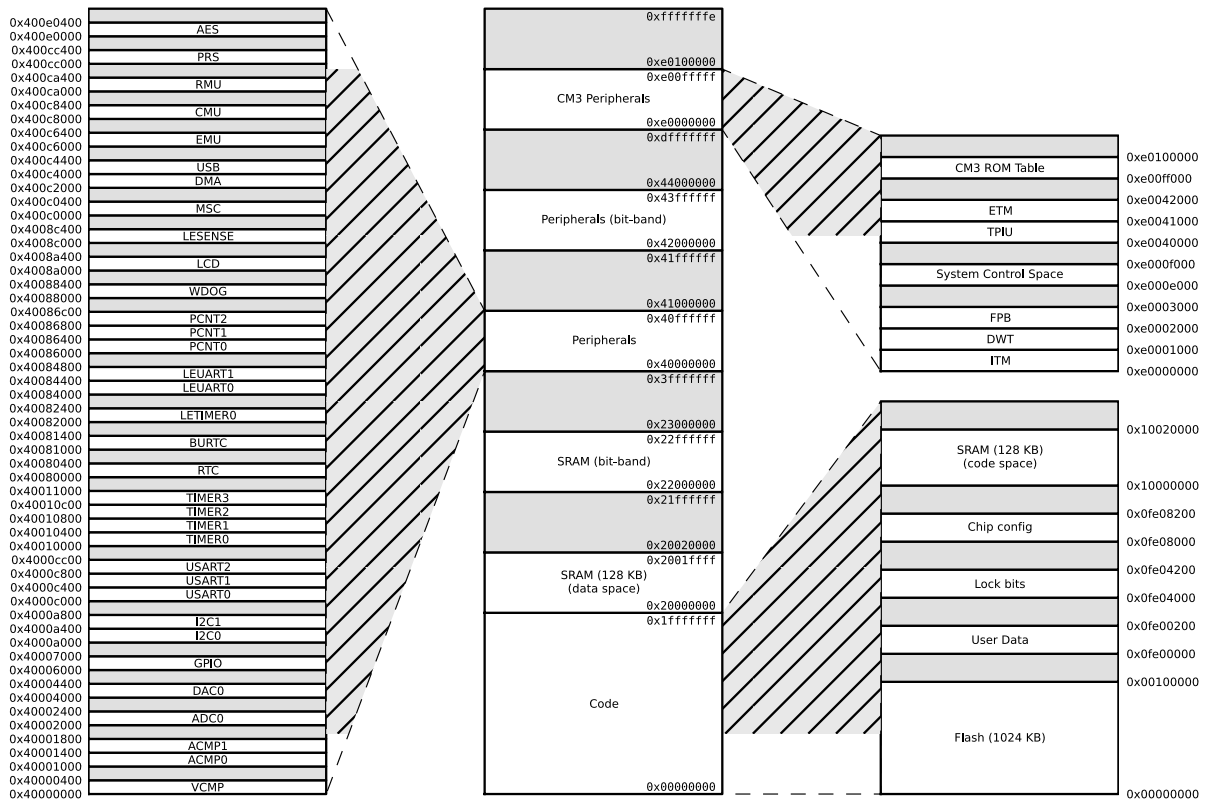 0x400e0400
AES
0x400e0000
0x400cc400
PRS
0x400cc000
0x400ca400
RMU
0x400ca000
0x400c8400
CMU
0x400c8000
0x400c6400
EMU
0x400c6000
0x400c4400
USB
0x400c4000
DMA
0x400c2000
0x400c0400
MSC
0x400c0000
0x4008c400
LESENSE
0x4008c000
0x4008a400
LCD
0x4008a000
0x40088400
WDOG
0x40088000
0x40086c00
PCNT2
0x40086800
PCNT1
0x40086400
PCNT0
0x40086000
0x40084800
LEUART1
0x40084400
LEUART0
0x40084000
0x40082400
LETIMER0
0x40082000
0x40081400
BURTC
0x40081000
0x40080400
RTC
0x40080000
0x40011000
TIMER3
0x40010c00
TIMER2
0x40010800
TIMER1
0x40010400
TIMER0
0x40010000
0x4000cc00
USART2
0x4000c800
USART1
0x4000c400
USART0
0x4000c000
0x4000a800
I2C1
0x4000a400
I2C0
0x4000a000
0x40007000
GPIO
0x40006000
0x40004400
DAC0
0x40004000
0x40002400
ADC0
0x40002000
0x40001800
ACMP1
0x40001400
ACMP0
0x40001000
0x40000400
VCMP
0x40000000
0xfffffffe
0xe0100000
0xe00fffff
CM3 Peripherals
0xe0000000
0xdfffffff
0x44000000
0x43ffffff
Peripherals (bit-band)
0x42000000
0x41ffffff
0x41000000
0x40ffffff
Peripherals
0x40000000
0x3fffffff
0x23000000
0x22ffffff
SRAM (bit-band)
0x22000000
0x21ffffff
0x20020000
0x2001ffff
SRAM (128 KB)
(data space)
0x20000000
0x1fffffff
Code
0x00000000
0xe0100000
CM3 ROM Table
0xe00ff000
0xe0042000
ETM
0xe0041000
TPIU
0xe0040000
0xe000f000
System Control Space
0xe000e000
0xe0003000
FPB
0xe0002000
DWT
0xe0001000
ITM
0xe0000000
0x10020000
SRAM (128 KB)
(code space)
0x10000000
0x0fe08200
Chip config
0x0fe08000
0x0fe04200
Lock bits
0x0fe04000
0x0fe00200
User Data
0x0fe00000
0x00100000
Flash (1024 KB)
0x00000000